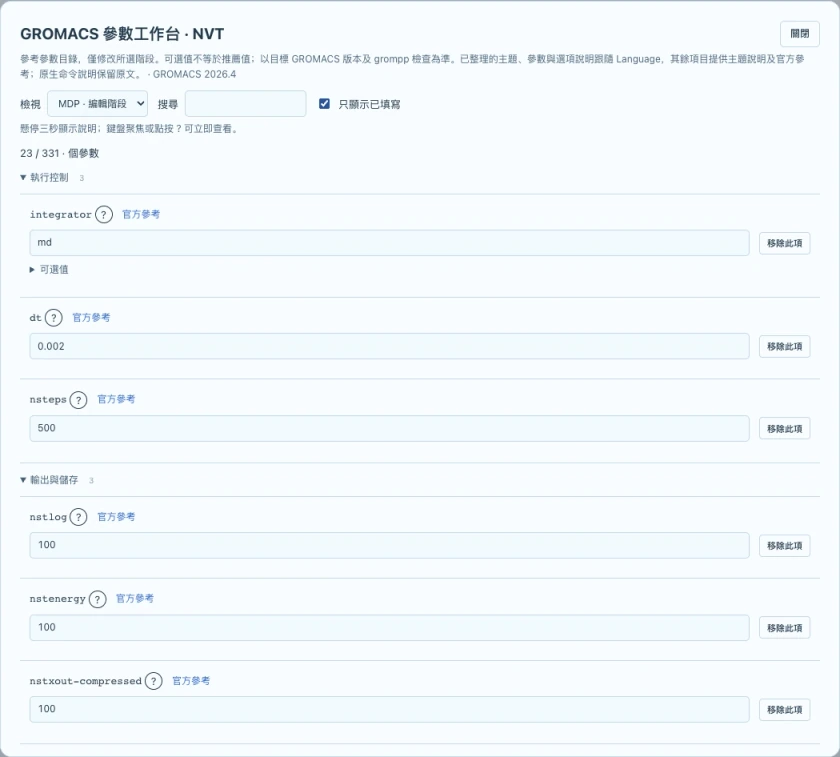 GROMACS 參數工作台 · NVT
關閉
參考參數目錄，僅修改所選階段。可選值不等於推薦值；以目標 GROMACS 版本及 grompp 檢查為準。已整理的主題、參數與選項說明跟隨 Language，其餘項目提供主題說明及官方參
考；原生命令說明保留原文。 · GROMACS 2026.4
檢視 MDP · 編輯階段 搜尋 只顯示已填寫
懸停三秒顯示說明；鍵盤聚焦或點按 ? 可立即查看。
23 / 331 · 個參數
▼ 執行控制 3
integrator ? 官方參考
md 移除此項
▶ 可選值
dt ? 官方參考
0.002 移除此項
nsteps ? 官方參考
500 移除此項
▼ 輸出與儲存 3
nstlog ? 官方參考
100 移除此項
nstenergy ? 官方參考
100 移除此項
nstxout-compressed ? 官方參考
100 移除此項